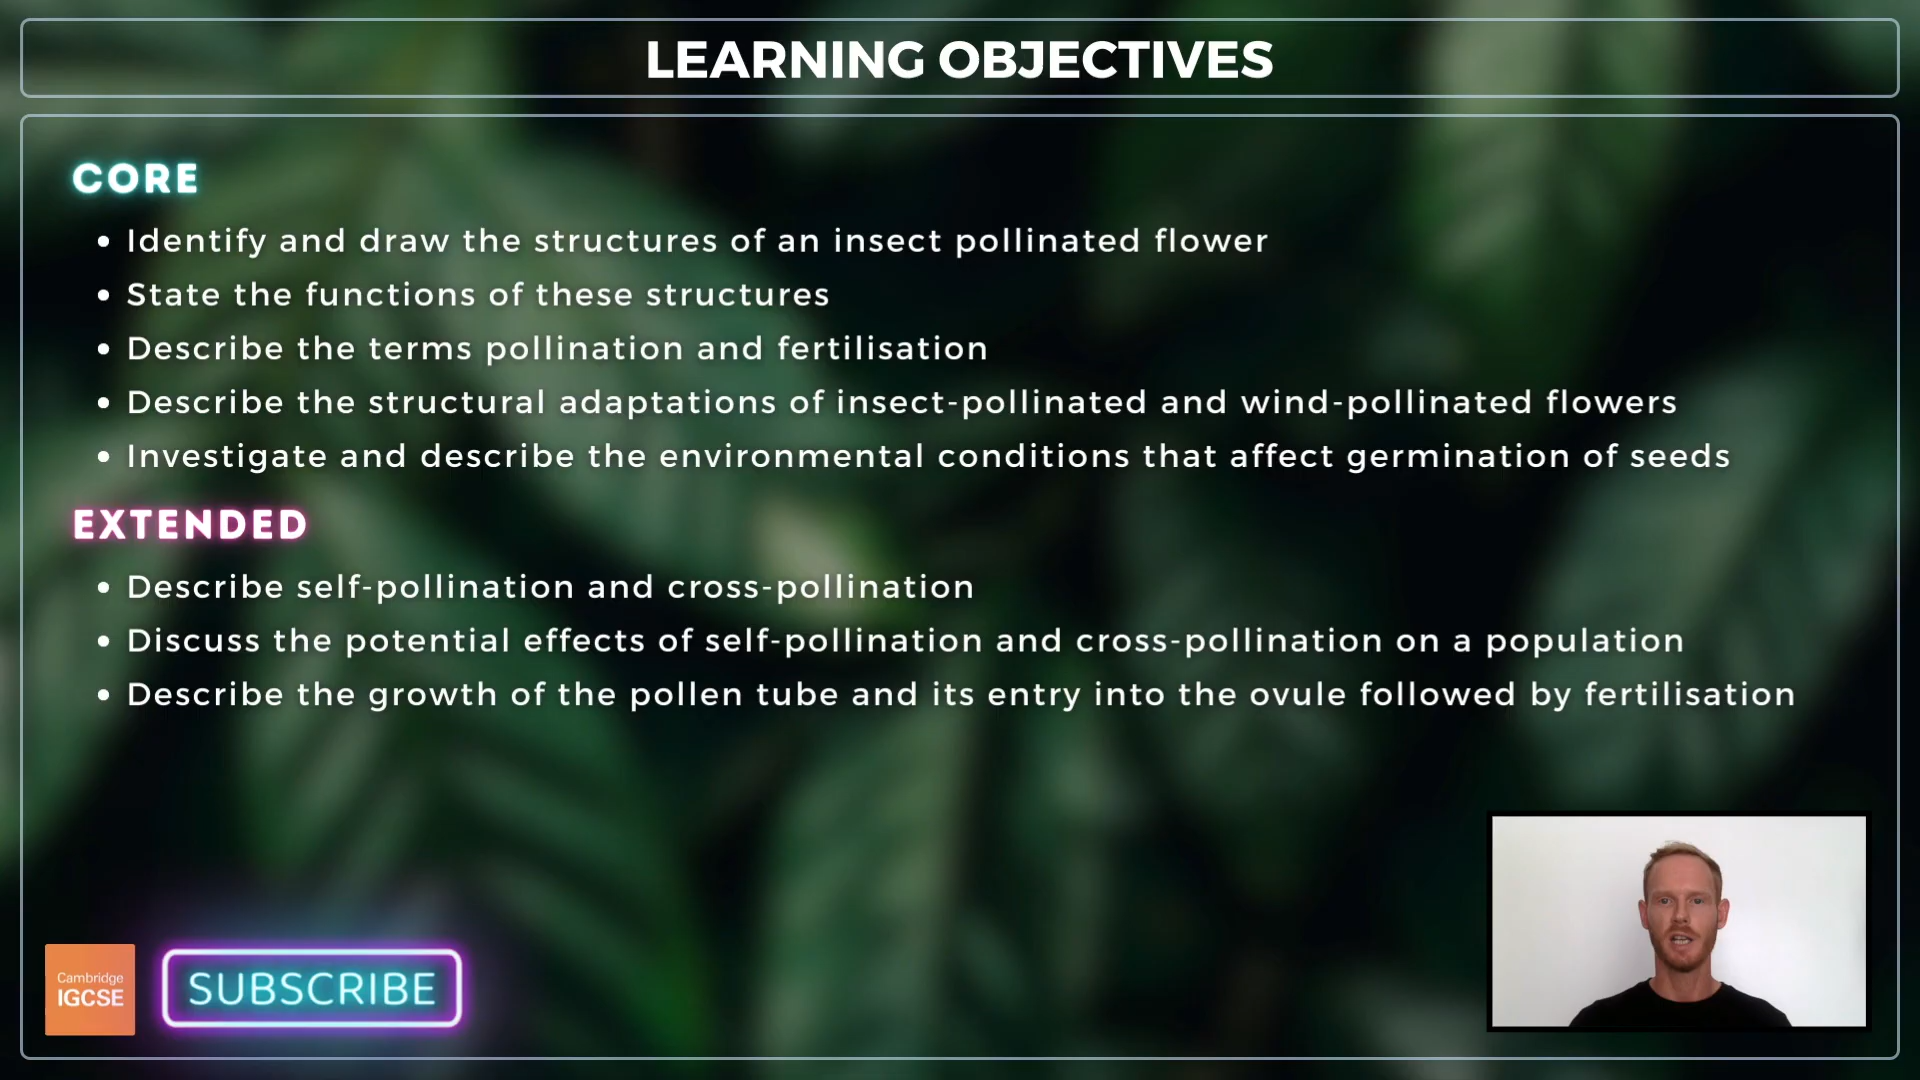 LEARNING OBJECTIVES
CORE
• Identify and draw the structures of an insect pollinated flower
• State the functions of these structures
• Describe the terms pollination and fertilisation
• Describe the structural adaptations of insect-pollinated and wind-pollinated flowers
• Investigate and describe the environmental conditions that affect germination of seeds
EXTENDED
• Describe self-pollination and cross-pollination
• Discuss the potential effects of self-pollination and cross-pollination on a population
• Describe the growth of the pollen tube and its entry into the ovule followed by fertilisation
Cambridge
IGCSE
SUBSCRIBE